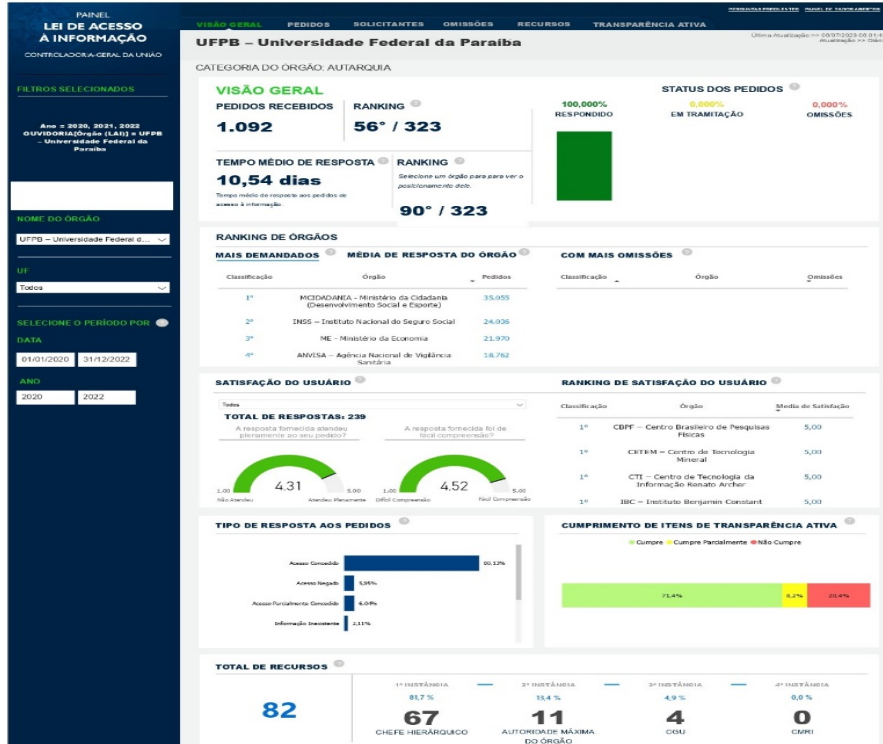 PERGUNTAS FREQUENTES PAINEL DE TRATAMENTOS
PAINEL
LEI DE ACESSO
À INFORMAÇÃO
CONTROLADORIA-GERAL DA UNIÃO
VISÃO GERAL PEDIDOS SOLICITANTES OMISSÕES RECURSOS TRANSPARÊNCIA ATIVA
UFPB – Universidade Federal da Paraíba
CATEGORIA DO ÓRGÃO: AUTARQUIA
FILTROS SELECIONADOS
Ano = 2020, 2021, 2022
OUVIDORIA[Órgão (LAI)] = UFPB
– Universidade Federal da
Paraíba
NOME DO ÓRGÃO
UFPB – Universidade Federal d...
UF
Todos
SELECIONE O PERÍODO POR
DATA
01/01/2020 31/12/2022
ANO
2020 2022
VISÃO GERAL
PEDIDOS RECEBIDOS RANKING
1.092 56° / 323
TEMPO MÉDIO DE RESPOSTA RANKING
10,54 dias
Tempo médio de resposta aos pedidos de
acesso à informação
Selecione um órgão para para ver o
posicionamento dele.
90° / 323
STATUS DOS PEDIDOS
100,000% 0,000% 0,000%
RESPONDIDO EM TRAMITAÇÃO OMISSÕES
RANKING DE ÓRGÃOS
MAIS DEMANDADOS MÉDIA DE RESPOSTA DO ÓRGÃO COM MAIS OMISSÕES
Classificação Órgão Pedidos
1° MCIDADANIA - Ministério da Cidadania
(Desenvolvimento Social e Esporte) 35.055
2° INSS – Instituto Nacional do Seguro Social
3° ME - Ministério da Economia 21.970
4° ANVISA – Agência Nacional de Vigilância
Sanitária 18.762
Classificação Órgão Omissões
SATISFAÇÃO DO USUÁRIO
Todos
TOTAL DE RESPOSTAS: 239
A resposta fornecida atendeu
plenamente ao seu pedido?
4.31
1.00 5.00
Não Atendeu Atendeu Plenamente
A resposta fornecida foi de
fácil compreensão?
4.52
1.00 5.00
Difícil Compreensão Fácil Compreensão
RANKING DE SATISFAÇÃO DO USUÁRIO
Classificação Órgão Media de Satisfação
1° CBPF – Centro Brasileiro de Pesquisas
Físicas 5,00
1° CETEM – Centro de Tecnologia
Mineral 5,00
1° CTI – Centro de Tecnologia da
Informação Renato Archer 5,00
1° IBC – Instituto Benjamin Constant 5,00
TIPO DE RESPOSTA AOS PEDIDOS
Acesso Concedido 80,13%
Acesso Negado 5,95%
Acesso Parcialmente Concedido 6,04%
Informação Inexistente 2,11%
CUMPRIMENTO DE ITENS DE TRANSPARÊNCIA ATIVA
Cumpre Cumpre Parcialmente Não Cumpre
71,4% 8,2% 20,4%
TOTAL DE RECURSOS
82
1ª INSTÂNCIA 2ª INSTÂNCIA 3ª INSTÂNCIA 4ª INSTÂNCIA
81,7 % 13,4 % 4,9 % 0,0 %
67 11 4 0
CHEFE HIERÁRQUICO AUTORIDADE MÁXIMA
DO ÓRGÃO CGU CMRI